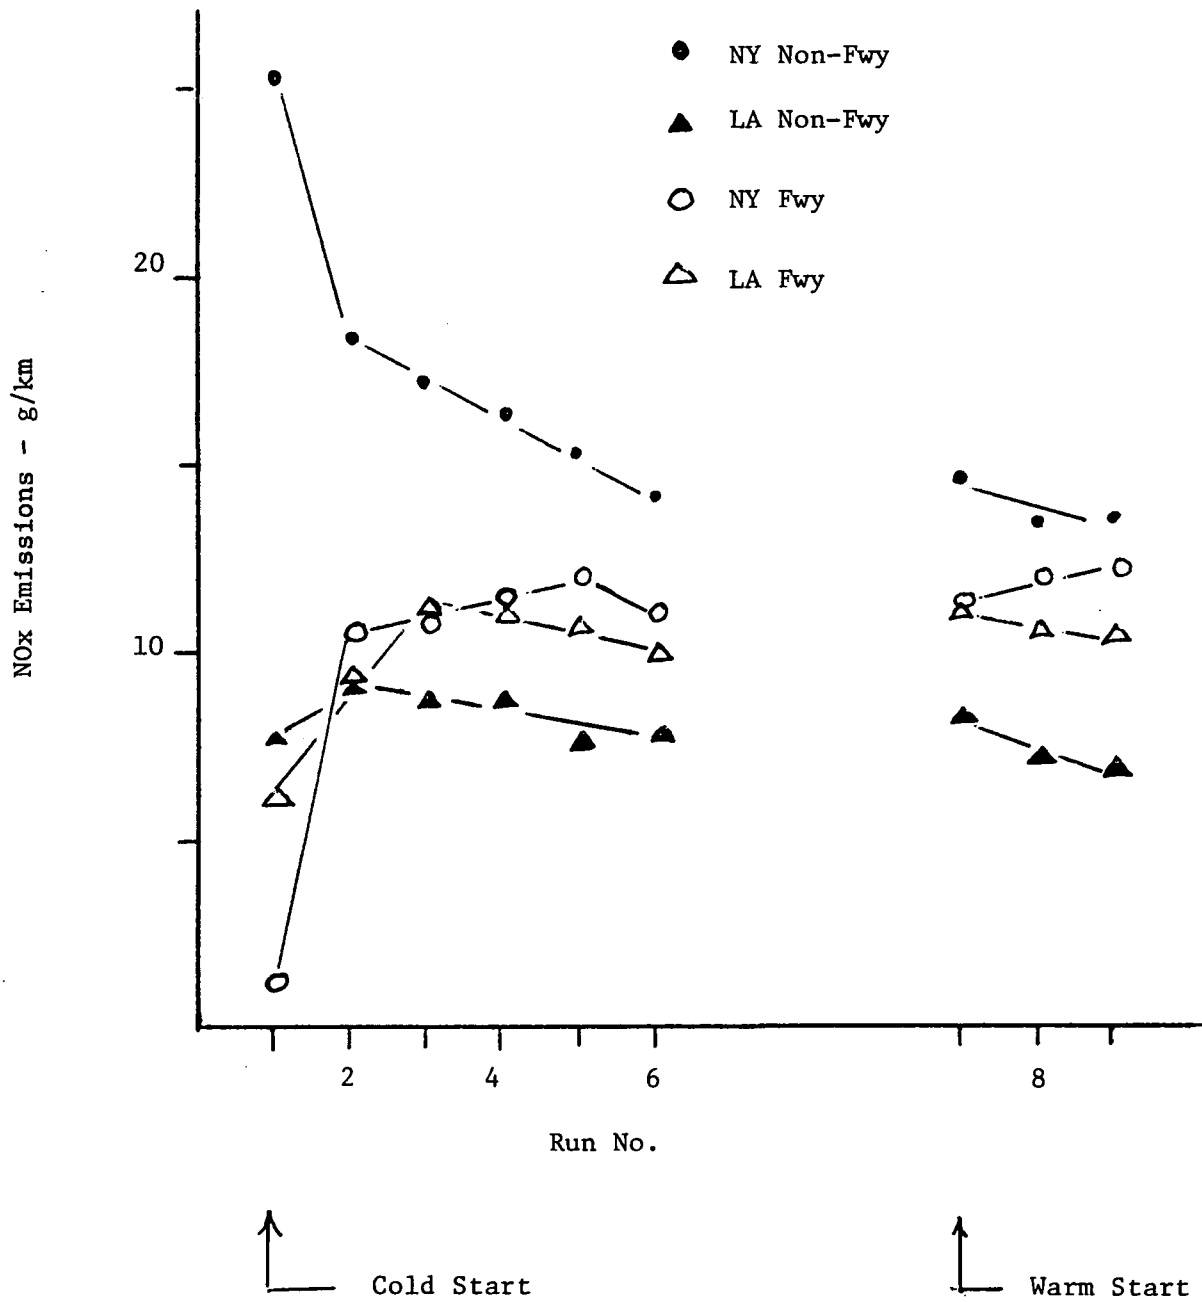 NY Non-Fwy
LA Non-Fwy
NY Fwy
LA Fwy
NOx Emissions - g/km
20
10
2 4 6 8
Run No.
Cold Start
Warm Start